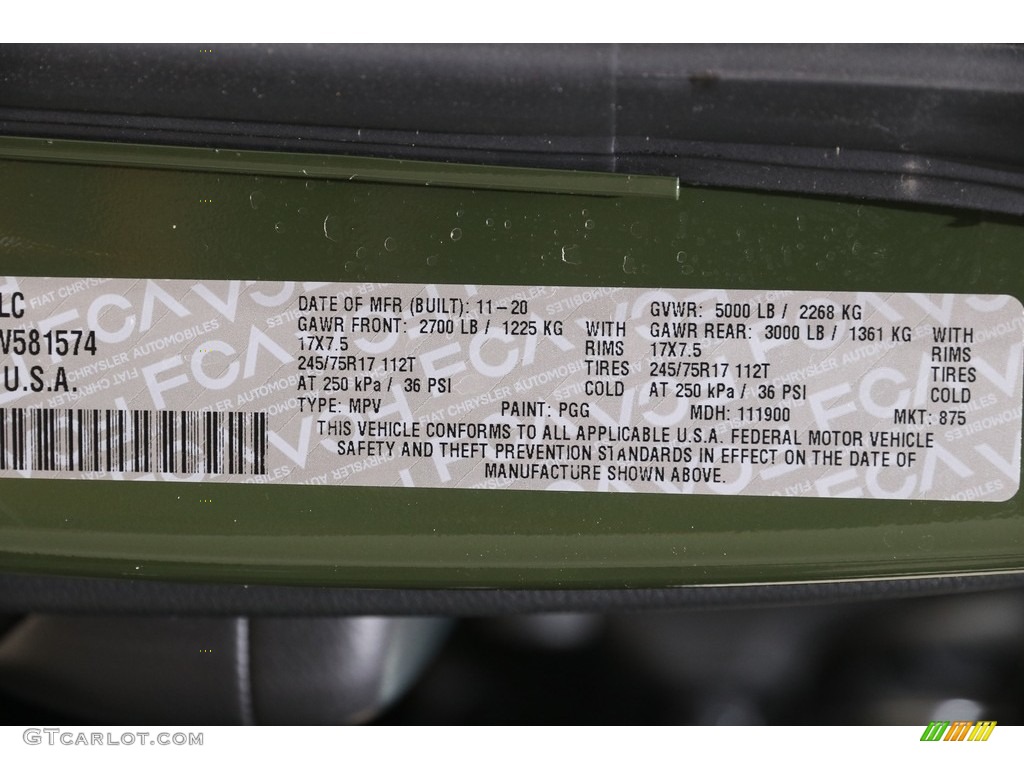 LC
V581574
U.S.A.
DATE OF MFR (BUILT): 11-20
GAWR FRONT: 2700 LB / 1225 KG WITH
17X7.5 RIMS
245/75R17 112T TIRES
AT 250 kPa / 36 PSI COLD
GVWR: 5000 LB / 2268 KG
GAWR REAR: 3000 LB / 1361 KG WITH
17X7.5 RIMS
245/75R17 112T TIRES
AT 250 kPa / 36 PSI COLD
TYPE: MPV PAINT: PGG MDH: 111900 MKT: 875
THIS VEHICLE CONFORMS TO ALL APPLICABLE U.S.A. FEDERAL MOTOR VEHICLE
SAFETY AND THEFT PREVENTION STANDARDS IN EFFECT ON THE DATE OF
MANUFACTURE SHOWN ABOVE.
FCA
FIAT CHRYSLER AUTOMOBILES
GTCarlot.com